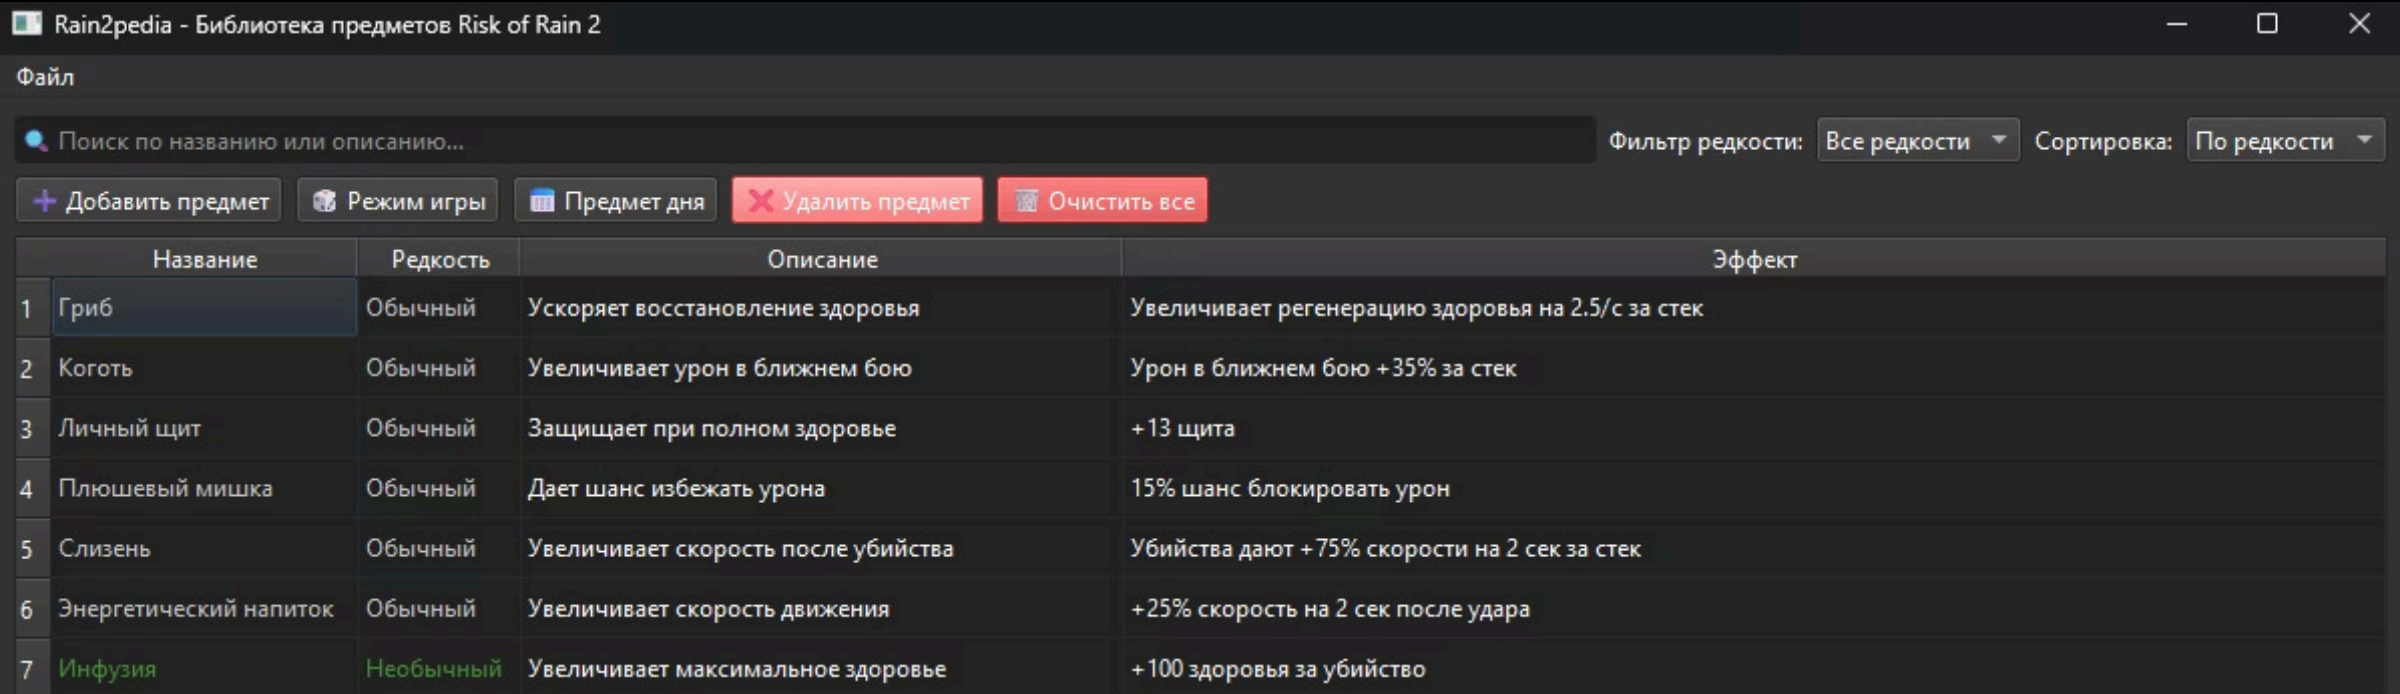 Rain2pedia - Библиотека предметов Risk of Rain 2
Файл
Поиск по названию или описанию... Фильтр редкости: Все редкости Сортировка: По редкости
Добавить предмет Режим игры Предмет дня Удалить предмет Очистить все
Название Редкость Описание Эффект
1 Гриб Обычный Ускоряет восстановление здоровья Увеличивает регенерацию здоровья на 2.5/с за стек
2 Коготь Обычный Увеличивает урон в ближнем бою Урон в ближнем бою +35% за стек
3 Личный щит Обычный Защищает при полном здоровье +13 щита
4 Плюшевый мишка Обычный Дает шанс избежать урона 15% шанс блокировать урон
5 Слизень Обычный Увеличивает скорость после убийства Убийства дают +75% скорости на 2 сек за стек
6 Энергетический напиток Обычный Увеличивает скорость движения +25% скорость на 2 сек после удара
7 Инфузия Необычный Увеличивает максимальное здоровье +100 здоровья за убийство